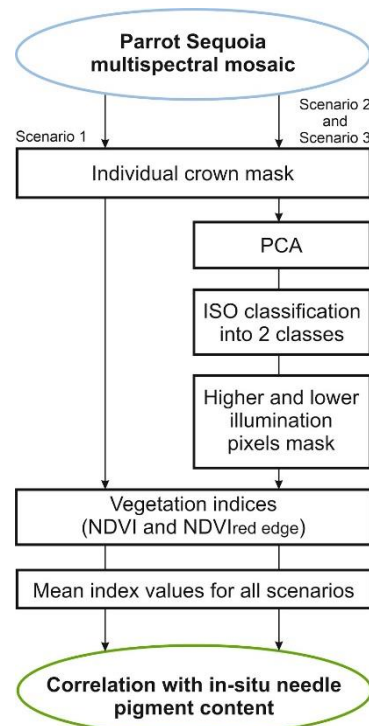 Parrot Sequoia
multispectral mosaic
Scenario 1
Scenario 2
and
Scenario 3
Individual crown mask
PCA
ISO classification
into 2 classes
Higher and lower
illumination
pixels mask
Vegetation indices
(NDVI and NDVIred edge)
Mean index values for all scenarios
Correlation with in-situ needle
pigment content